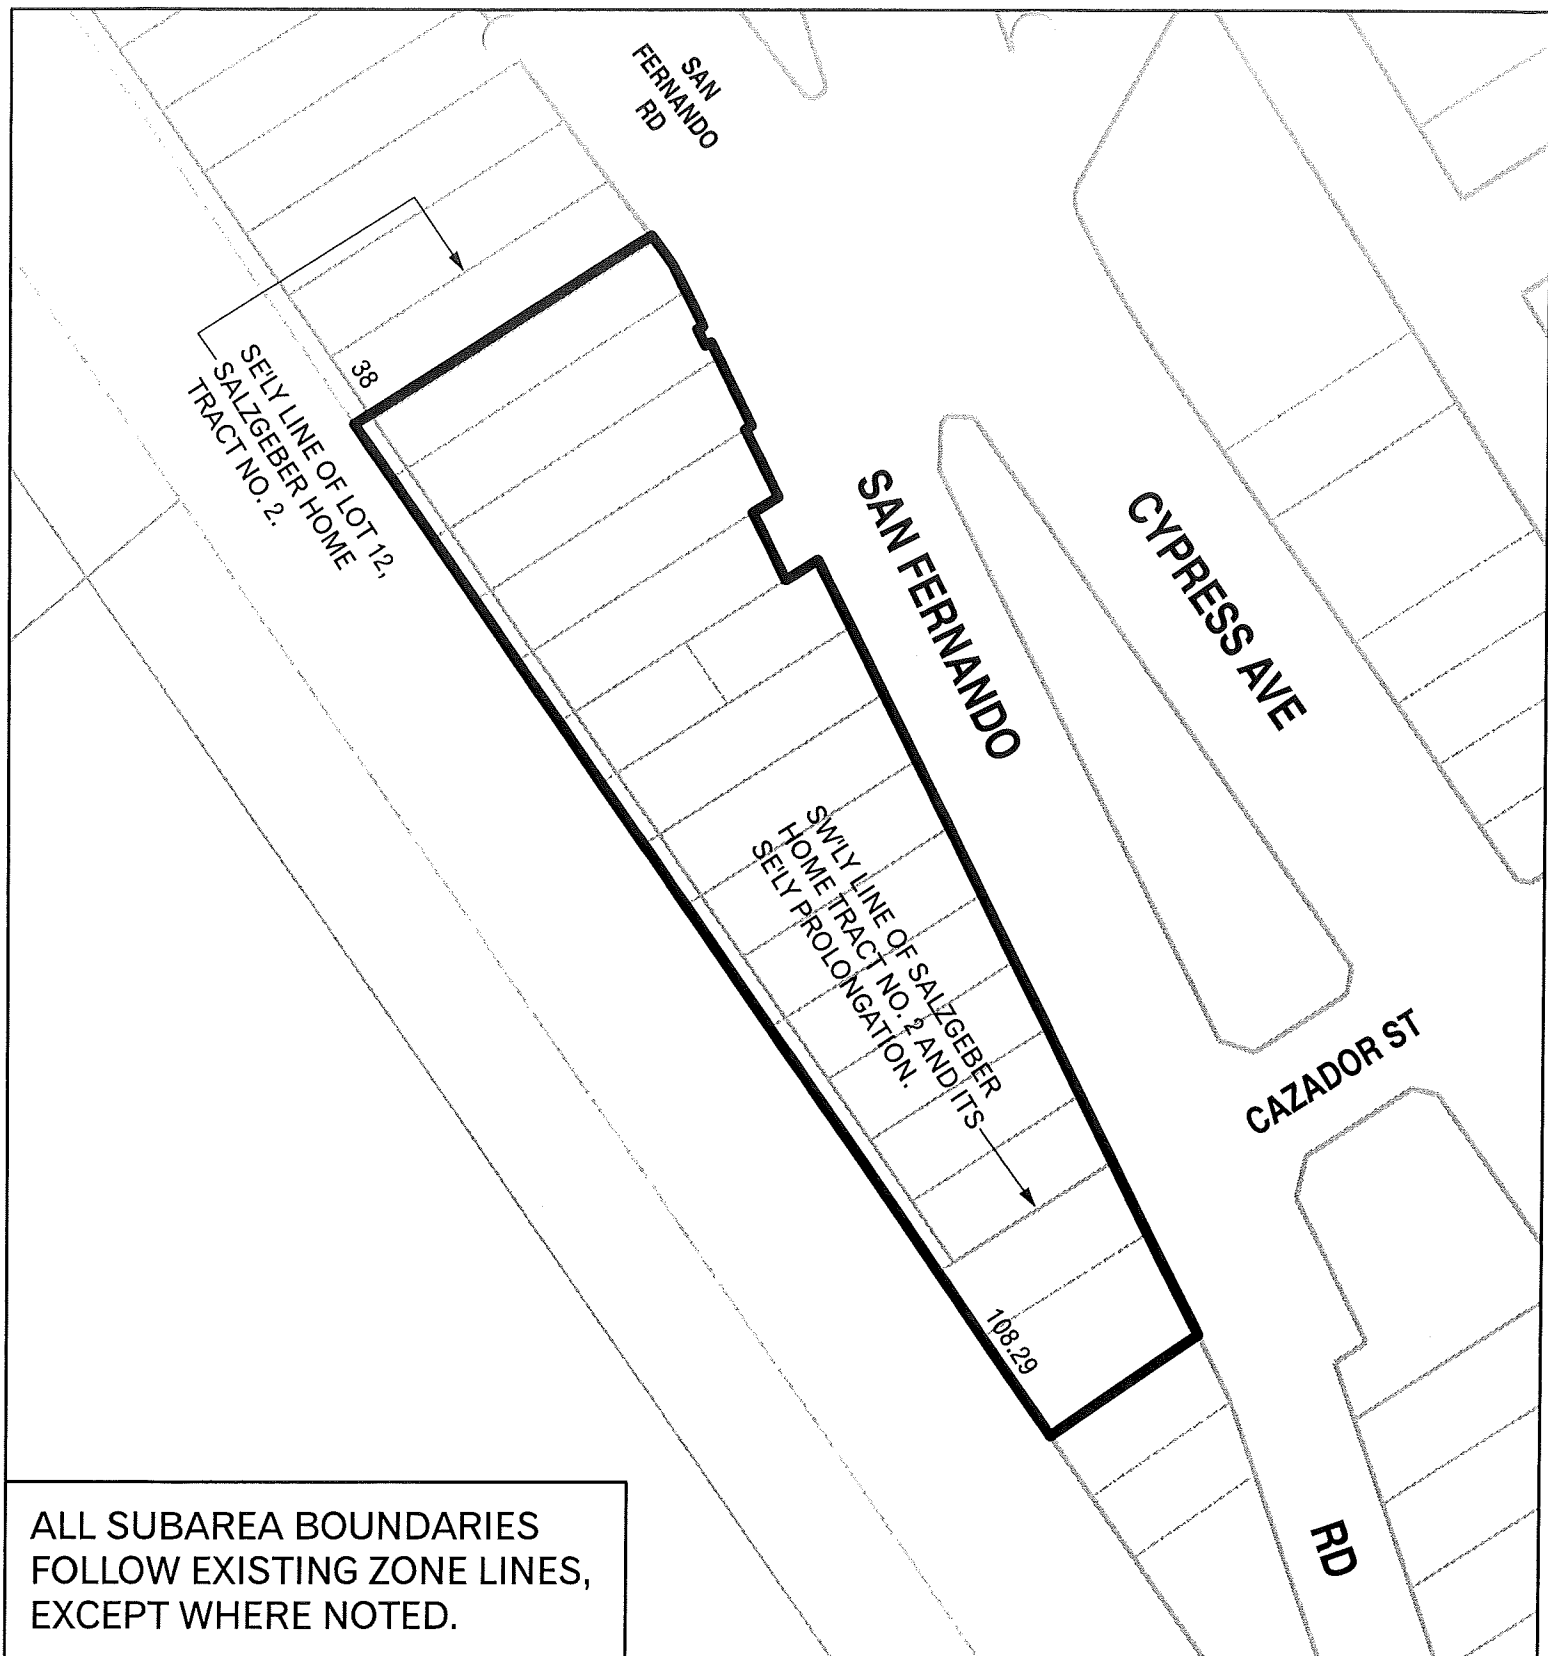 SAN
FERNANDO
RD
38
SE'LY LINE OF LOT 12,
SALZGEBER HOME
TRACT NO. 2.
SAN FERNANDO
CYPRESS AVE
SW'LY LINE OF SALZGEBER
HOME TRACT NO. 2 AND ITS
SE'LY PROLONGATION.
CAZADOR ST
108.29
RD
ALL SUBAREA BOUNDARIES
FOLLOW EXISTING ZONE LINES,
EXCEPT WHERE NOTED.